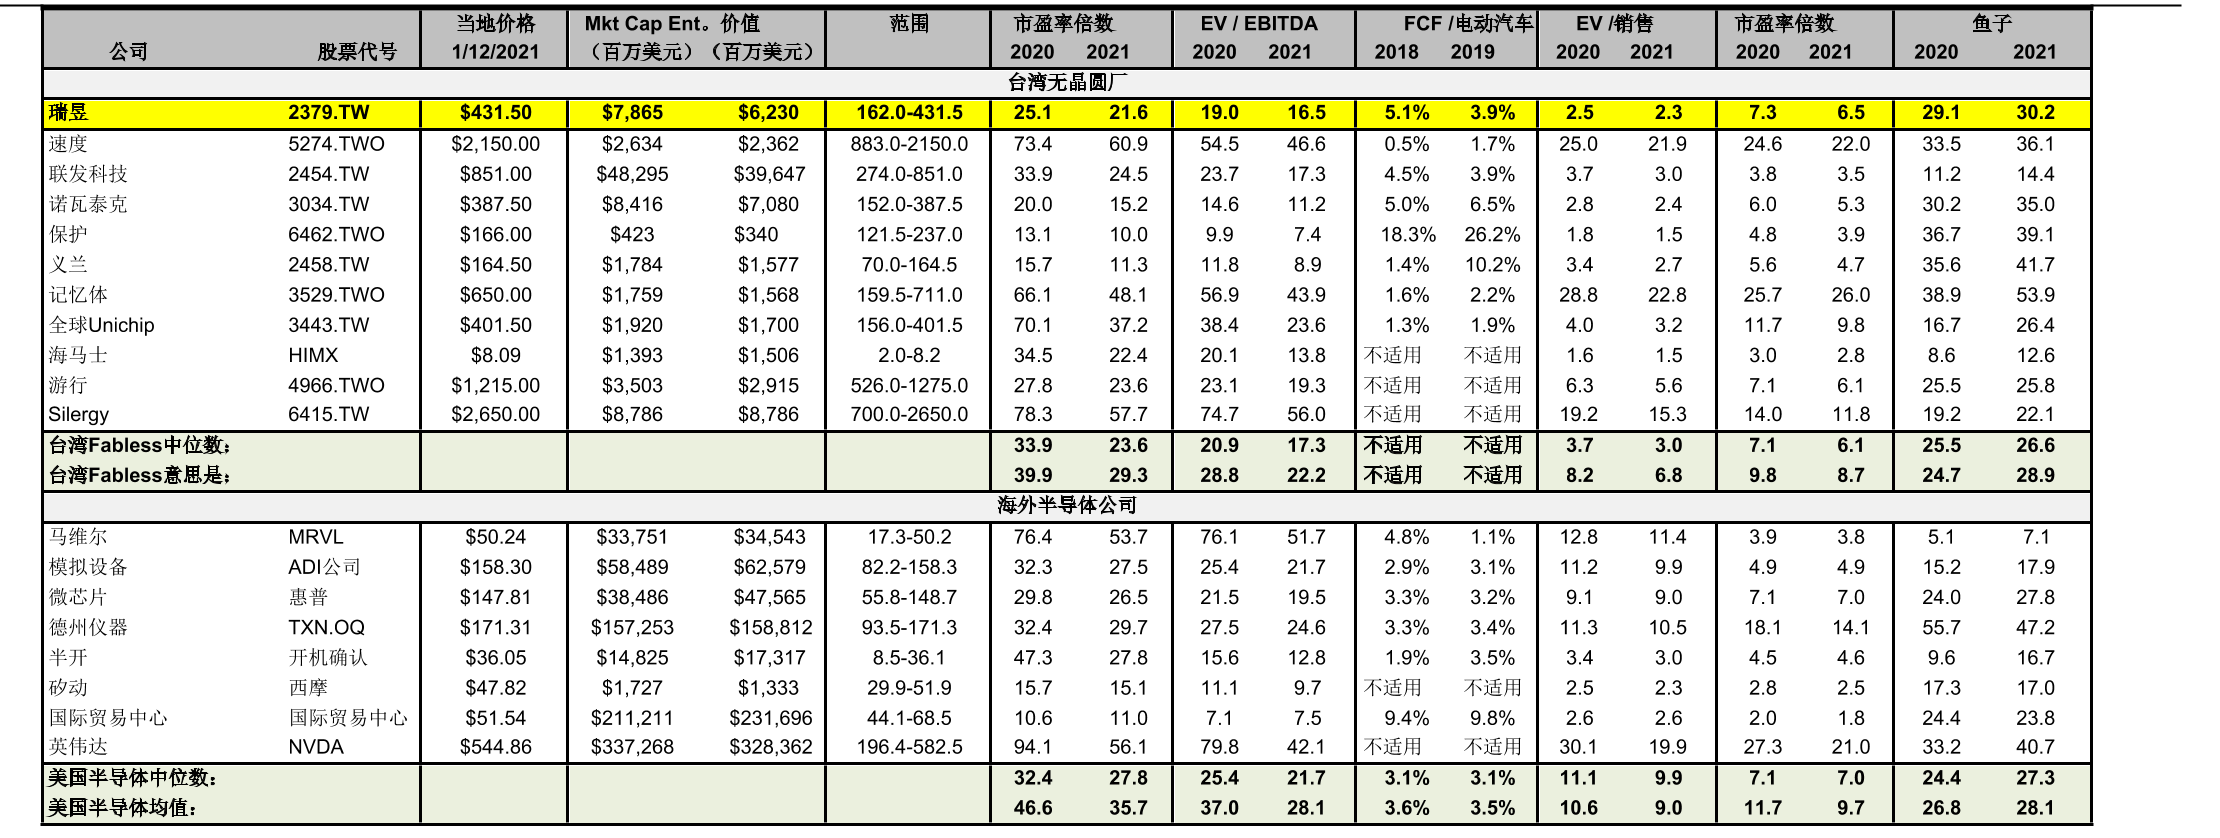 当地价格 Mkt Cap Ent。价值 范围 市盈率倍数 EV / EBITDA FCF /电动汽车 EV /销售 市盈率倍数 鱼子
公司 股票代号 1/12/2021 （百万美元）（百万美元） 2020 2021 2020 2021 2018 2019 2020 2021 2020 2021 2020 2021
台湾无晶圆厂
瑞昱 2379.TW $431.50 $7,865 $6,230 162.0-431.5 25.1 21.6 19.0 16.5 5.1% 3.9% 2.5 2.3 7.3 6.5 29.1 30.2
速度 5274.TWO $2,150.00 $2,634 $2,362 883.0-2150.0 73.4 60.9 54.5 46.6 0.5% 1.7% 25.0 21.9 24.6 22.0 33.5 36.1
联发科技 2454.TW $851.00 $48,295 $39,647 274.0-851.0 33.9 24.5 23.7 17.3 4.5% 3.9% 3.7 3.0 3.8 3.5 11.2 14.4
诺瓦泰克 3034.TW $387.50 $8,416 $7,080 152.0-387.5 20.0 15.2 14.6 11.2 5.0% 6.5% 2.8 2.4 6.0 5.3 30.2 35.0
保护 6462.TWO $166.00 $423 $340 121.5-237.0 13.1 10.0 9.9 7.4 18.3% 26.2% 1.8 1.5 4.8 3.9 36.7 39.1
义兰 2458.TW $164.50 $1,784 $1,577 70.0-164.5 15.7 11.3 11.8 8.9 1.4% 10.2% 3.4 2.7 5.6 4.7 35.6 41.7
记忆体 3529.TWO $650.00 $1,759 $1,568 159.5-711.0 66.1 48.1 56.9 43.9 1.6% 2.2% 28.8 22.8 25.7 26.0 38.9 53.9
全球Unichip 3443.TW $401.50 $1,920 $1,700 156.0-401.5 70.1 37.2 38.4 23.6 1.3% 1.9% 4.0 3.2 11.7 9.8 16.7 26.4
海马士 HIMX $8.09 $1,393 $1,506 2.0-8.2 34.5 22.4 20.1 13.8 不适用 不适用 1.6 1.5 3.0 2.8 8.6 12.6
游行 4966.TWO $1,215.00 $3,503 $2,915 526.0-1275.0 27.8 23.6 23.1 19.3 不适用 不适用 6.3 5.6 7.1 6.1 25.5 25.8
Silergy 6415.TW $2,650.00 $8,786 $8,786 700.0-2650.0 78.3 57.7 74.7 56.0 不适用 不适用 19.2 15.3 14.0 11.8 19.2 22.1
台湾Fabless中位数； 33.9 23.6 20.9 17.3 不适用 不适用 3.7 3.0 7.1 6.1 25.5 26.6
台湾Fabless意思是； 39.9 29.3 28.8 22.2 不适用 不适用 8.2 6.8 9.8 8.7 24.7 28.9
海外半导体公司
马维尔 MRVL $50.24 $33,751 $34,543 17.3-50.2 76.4 53.7 76.1 51.7 4.8% 1.1% 12.8 11.4 3.9 3.8 5.1 7.1
模拟设备 ADI公司 $158.30 $58,489 $62,579 82.2-158.3 32.3 27.5 25.4 21.7 2.9% 3.1% 11.2 9.9 4.9 4.9 15.2 17.9
微芯片 惠普 $147.81 $38,486 $47,565 55.8-148.7 29.8 26.5 21.5 19.5 3.3% 3.2% 9.1 9.0 7.1 7.0 24.0 27.8
德州仪器 TXN.OQ $171.31 $157,253 $158,812 93.5-171.3 32.4 29.7 27.5 24.6 3.3% 3.4% 11.3 10.5 18.1 14.1 55.7 47.2
半开 开机确认 $36.05 $14,825 $17,317 8.5-36.1 47.3 27.8 15.6 12.8 1.9% 3.5% 3.4 3.0 4.5 4.6 9.6 16.7
矽动 西摩 $47.82 $1,727 $1,333 29.9-51.9 15.7 15.1 11.1 9.7 不适用 不适用 2.5 2.3 2.8 2.5 17.3 17.0
国际贸易中心 国际贸易中心 $51.54 $211,211 $231,696 44.1-68.5 10.6 11.0 7.1 7.5 9.4% 9.8% 2.6 2.6 2.0 1.8 24.4 23.8
英伟达 NVDA $544.86 $337,268 $328,362 196.4-582.5 94.1 56.1 79.8 42.1 不适用 不适用 30.1 19.9 27.3 21.0 33.2 40.7
美国半导体中位数： 32.4 27.8 25.4 21.7 3.1% 3.1% 11.1 9.9 7.1 7.0 24.4 27.3
美国半导体均值： 46.6 35.7 37.0 28.1 3.6% 3.5% 10.6 9.0 11.7 9.7 26.8 28.1